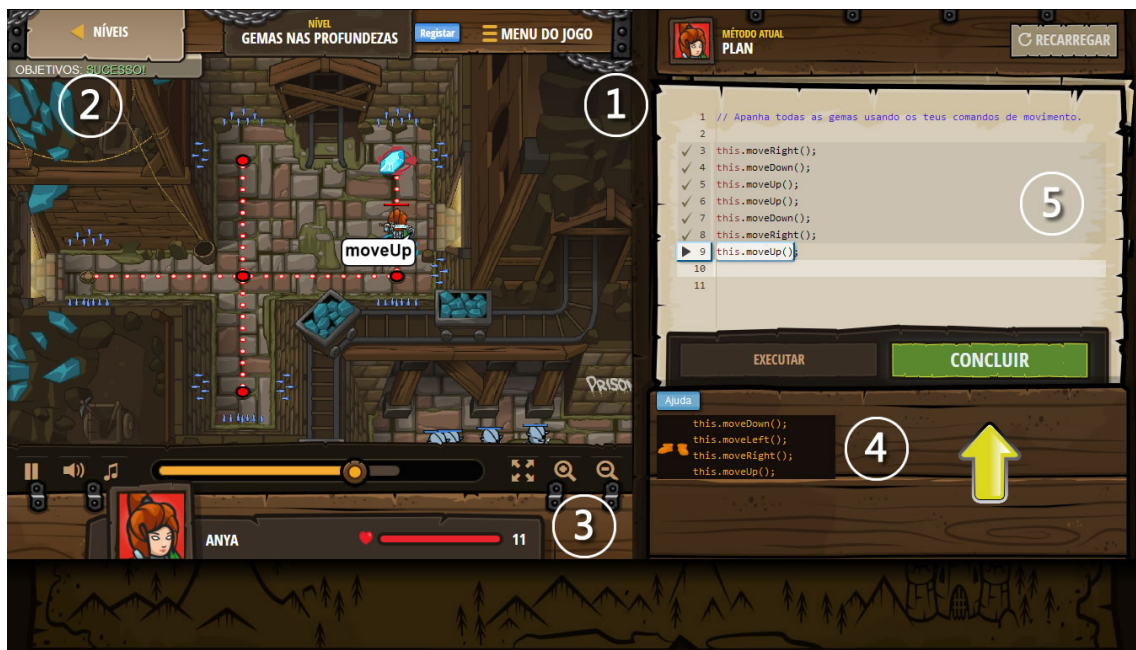 NÍVEIS
NÍVEL
GEMAS NAS PROFUNDEZAS
Registar
MENU DO JOGO
OBJETIVOS: SUCESSO!
1
2
moveUp
PRISON
3
ANYA
11
MÉTODO ATUAL
PLAN
RECARREGAR
1 // Apanha todas as gemas usando os teus comandos de movimento.
2
3 this.moveRight();
4 this.moveDown();
5 this.moveUp();
6 this.moveUp();
7 this.moveDown();
8 this.moveRight();
9 this.moveUp();
10
11
5
EXECUTAR
CONCLUIR
Ajuda
this.moveDown();
this.moveLeft();
this.moveRight();
this.moveUp();
4